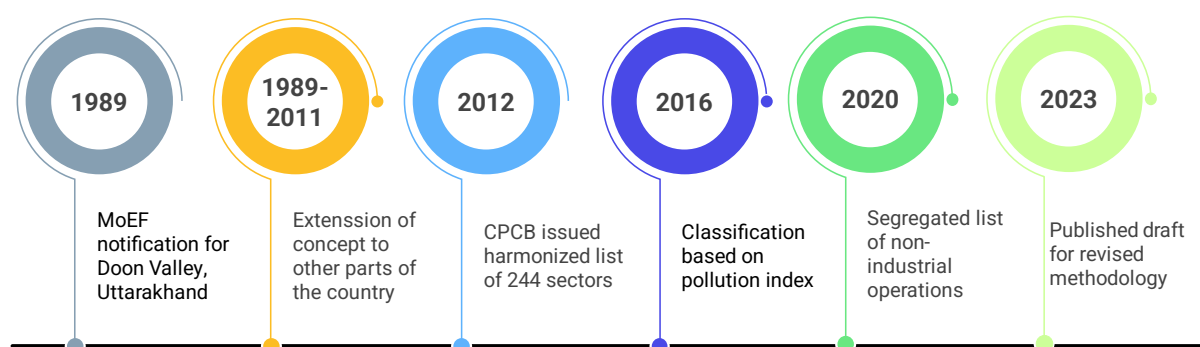 1989
MoEF
notification for
Doon Valley,
Uttarakhand
1989-
2011
Extenssion of
concept to
other parts of
the country
2012
CPCB issued
harmonized list
of 244 sectors
2016
Classification
based on
pollution index
2020
Segregated list
of non-
industrial
operations
2023
Published draft
for revised
methodology